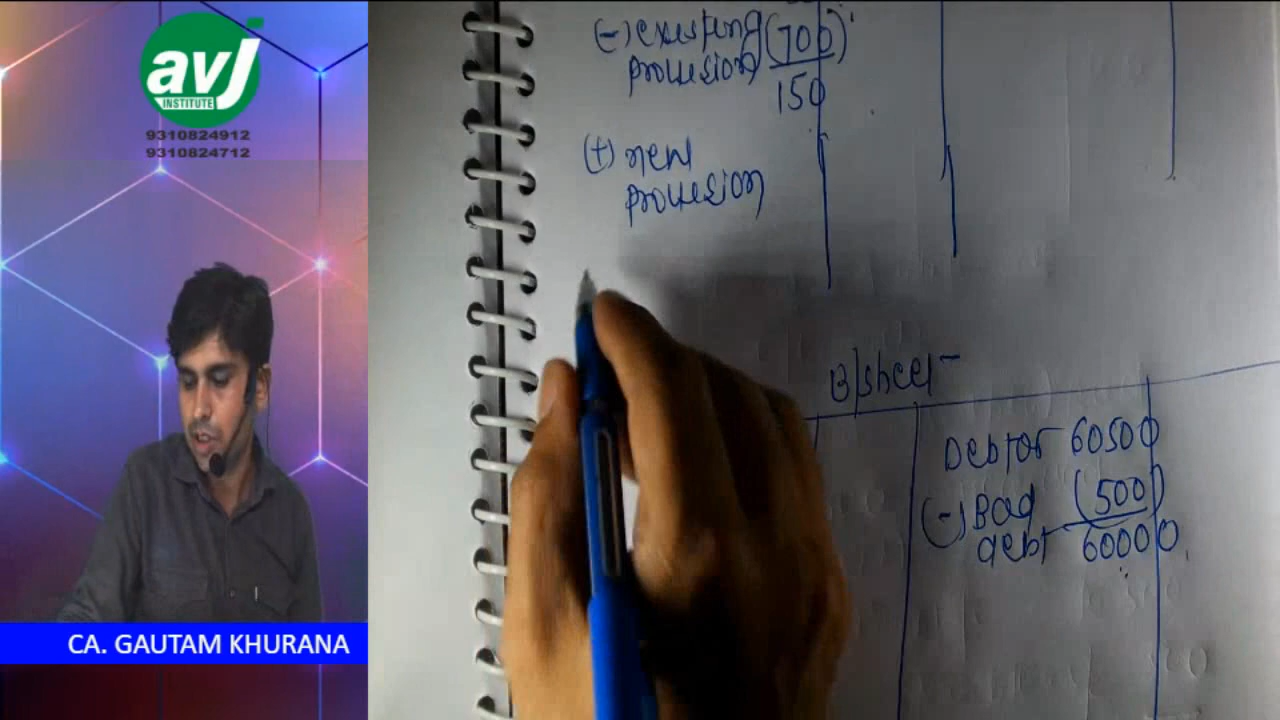 avj
INSTITUTE
9310824912
9310824712
CA. GAUTAM KHURANA
(-) existing (700)
provision
150
(+) new
provision
B/Sheet
Debtor 60500
(-) Bad (500)
debt 60000